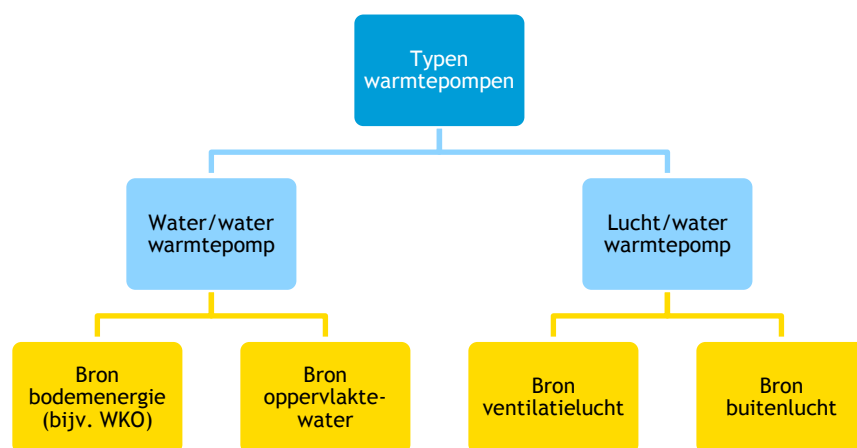 Typen
warmtepompen
Water/water
warmtepomp
Lucht/water
warmtepomp
Bron
bodemenergie
(bijv. WKO)
Bron
oppervlakte-
water
Bron
ventilatielucht
Bron
buitenlucht